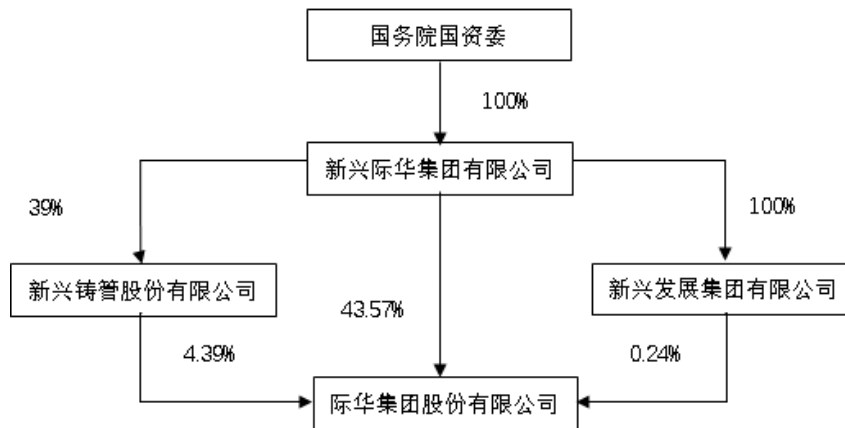 国务院国资委
100%
新兴际华集团有限公司
39%
100%
新兴铸管股份有限公司
43.57%
新兴发展集团有限公司
4.39%
0.24%
际华集团股份有限公司